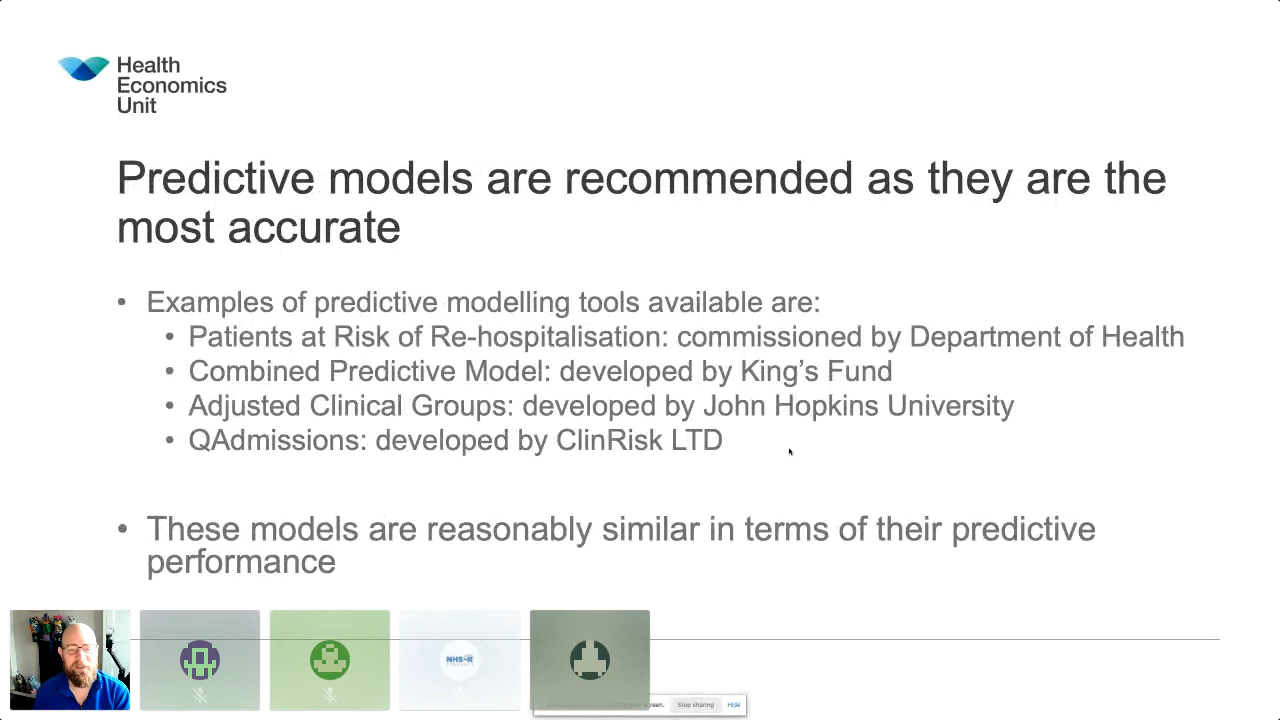 Health
Economics
Unit
Predictive models are recommended as they are the
most accurate
• Examples of predictive modelling tools available are:
• Patients at Risk of Re-hospitalisation: commissioned by Department of Health
• Combined Predictive Model: developed by King’s Fund
• Adjusted Clinical Groups: developed by John Hopkins University
• QAdmissions: developed by ClinRisk LTD
• These models are reasonably similar in terms of their predictive
performance
NHS-R
screen. Stop sharing Hide